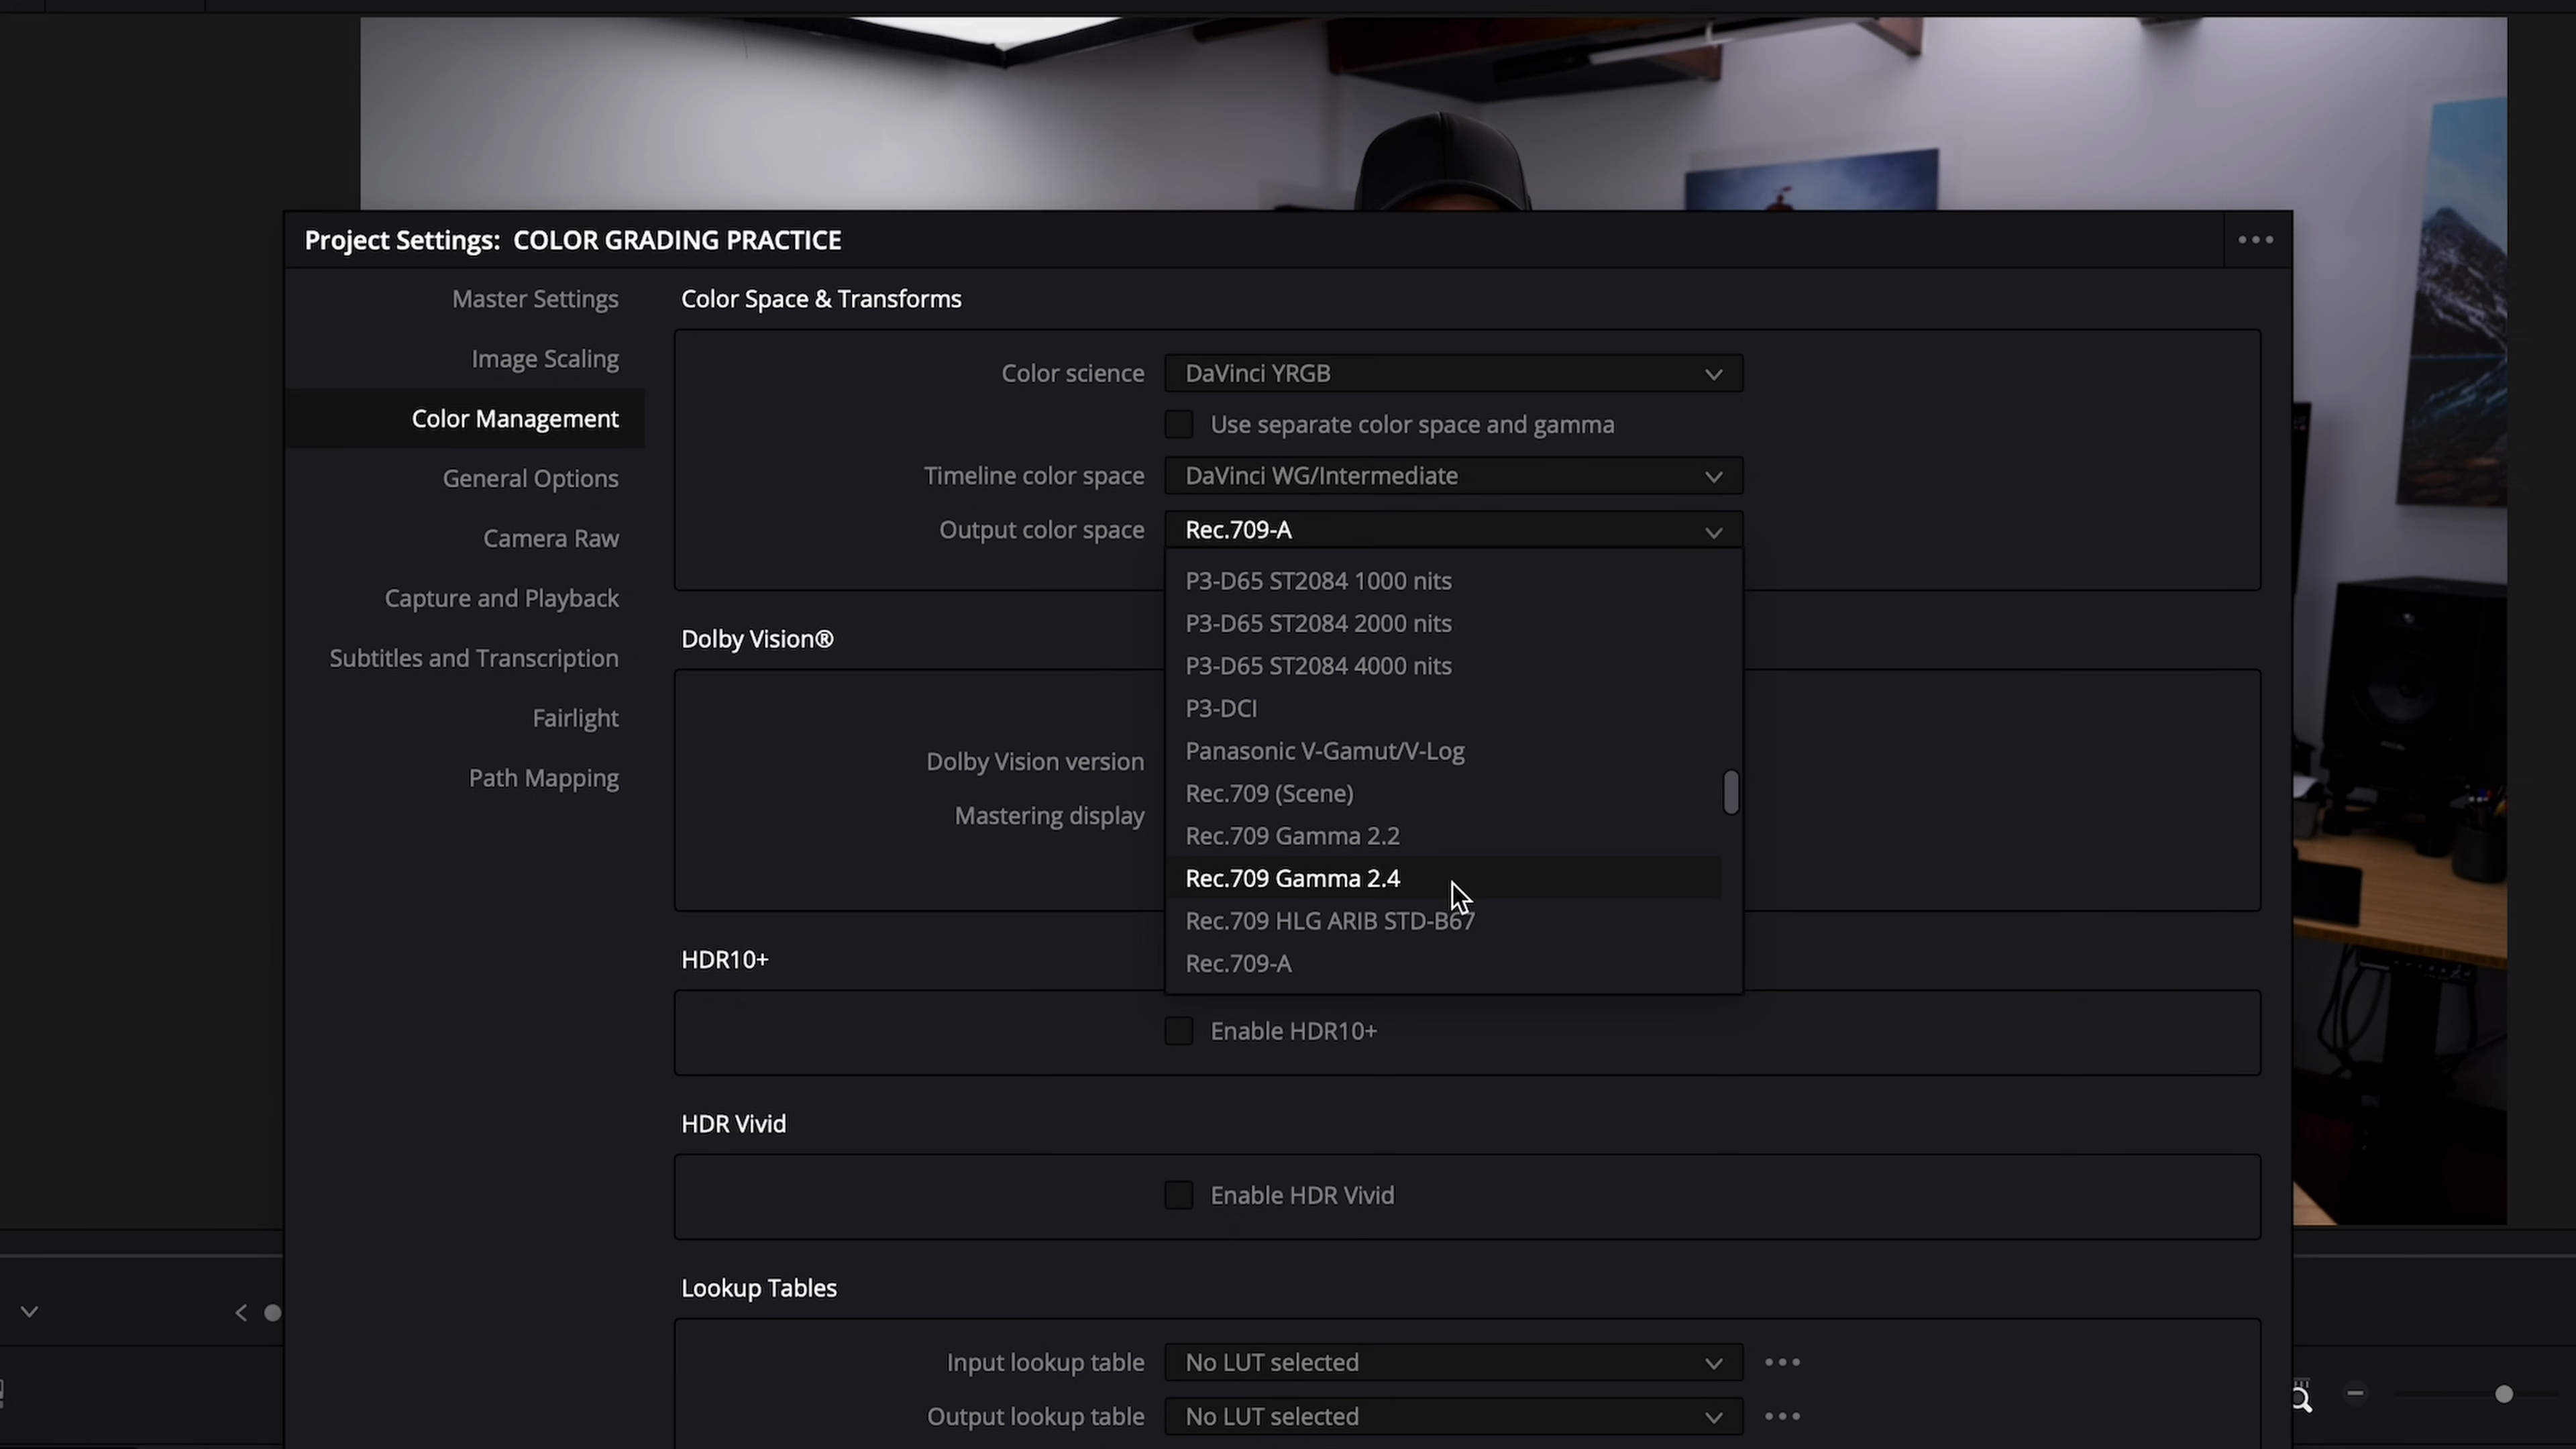 Project Settings: COLOR GRADING PRACTICE
Master Settings
Image Scaling
Color Management
General Options
Camera Raw
Capture and Playback
Subtitles and Transcription
Fairlight
Path Mapping
Color Space & Transforms
Color science DaVinci YRGB
Use separate color space and gamma
Timeline color space DaVinci WG/Intermediate
Output color space Rec.709-A
P3-D65 ST2084 1000 nits
P3-D65 ST2084 2000 nits
P3-D65 ST2084 4000 nits
P3-DCI
Panasonic V-Gamut/V-Log
Rec.709 (Scene)
Rec.709 Gamma 2.2
Rec.709 Gamma 2.4
Rec.709 HLG ARIB STD-B67
Rec.709-A
Dolby Vision®
Dolby Vision version
Mastering display
HDR10+
Enable HDR10+
HDR Vivid
Enable HDR Vivid
Lookup Tables
Input lookup table No LUT selected
Output lookup table No LUT selected